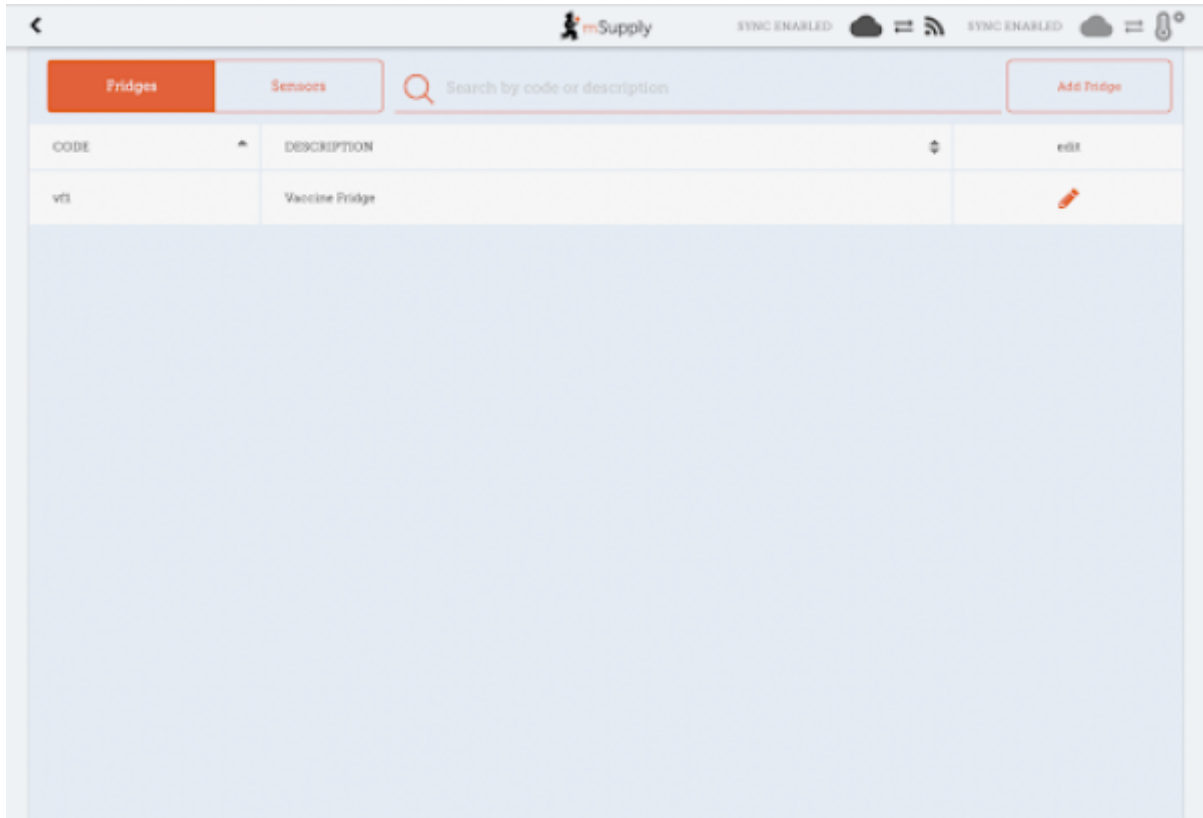 mSupply SYNC ENABLED SYNC ENABLED
Fridges Sensors Search by code or description Add Fridge
CODE DESCRIPTION edit
Vaccine Fridge